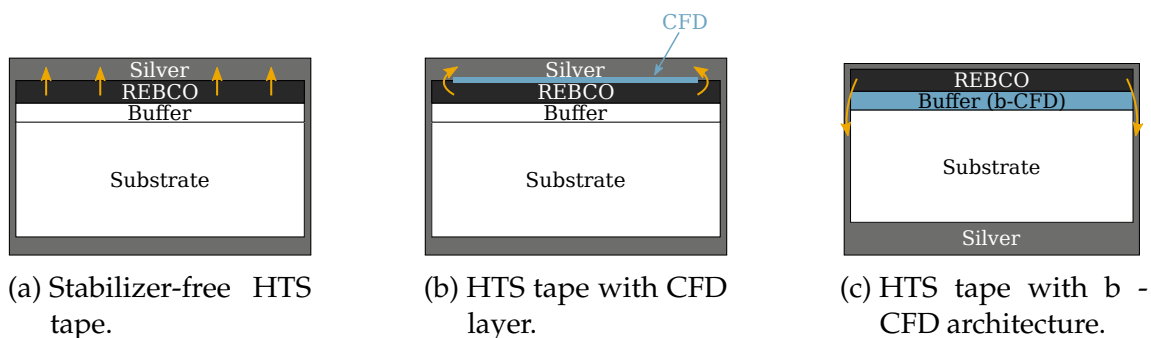 CFD
Silver
REBCO
Buffer
Substrate
Silver
REBCO
Buffer
Substrate
REBCO
Buffer (b-CFD)
Substrate
Silver
(a) Stabilizer-free HTS
tape.
(b) HTS tape with CFD
layer.
(c) HTS tape with b -
CFD architecture.